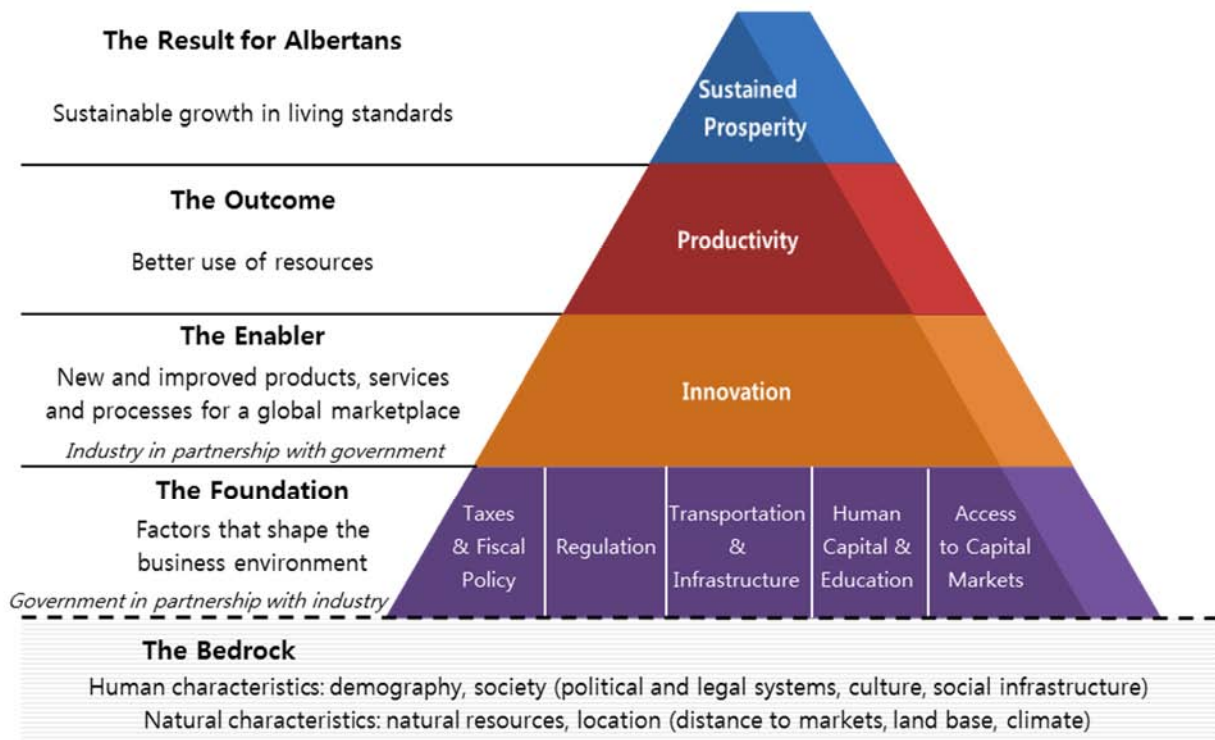 The Result for Albertans
Sustainable growth in living standards
Sustained
Prosperity
The Outcome
Better use of resources
Productivity
The Enabler
New and improved products, services
and processes for a global marketplace
Industry in partnership with government
Innovation
The Foundation
Factors that shape the
business environment
Government in partnership with industry
Taxes
& Fiscal
Policy
Regulation
Transportation
&
Infrastructure
Human
Capital &
Education
Access
to Capital
Markets
The Bedrock
Human characteristics: demography, society (political and legal systems, culture, social infrastructure)
Natural characteristics: natural resources, location (distance to markets, land base, climate)